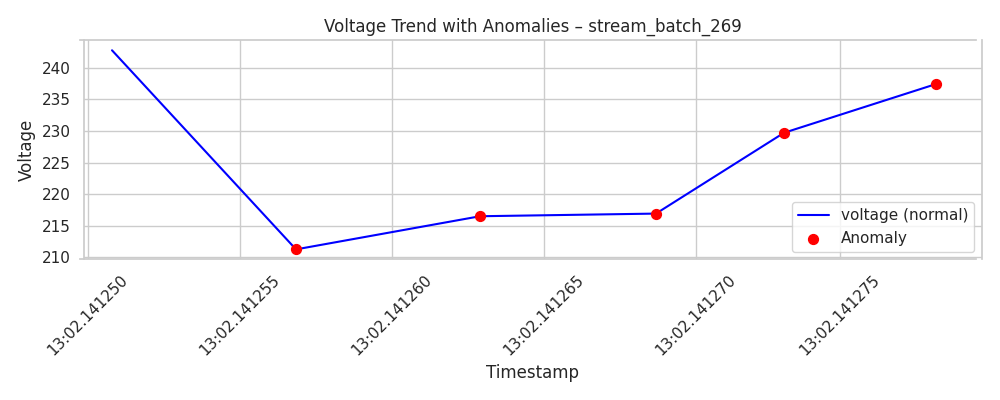 Voltage Trend with Anomalies – stream_batch_269
Voltage
240
235
230
225
220
215
210
voltage (normal)
Anomaly
13:02.141250
13:02.141255
13:02.141260
13:02.141265
13:02.141270
13:02.141275
Timestamp